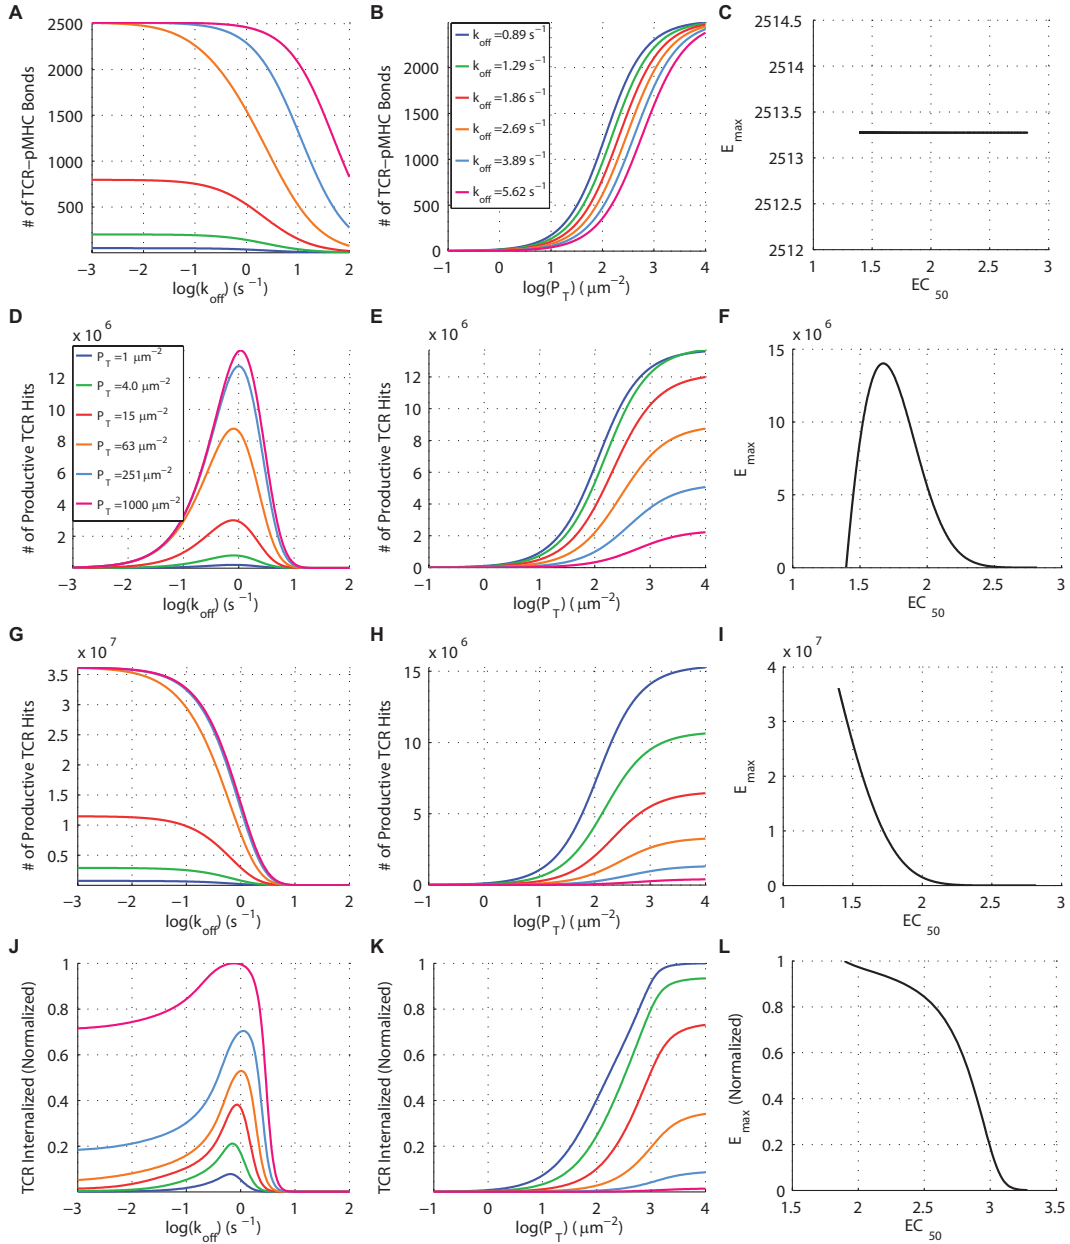 A
# of TCR−pMHC Bonds
2500
2000
1500
1000
500
−3 −2 −1 0 1 2
log(k_off) (s⁻¹)
B
# of TCR−pMHC Bonds
2500
2000
1500
1000
500
0
k_off=0.89 s⁻¹
k_off=1.29 s⁻¹
k_off=1.86 s⁻¹
k_off=2.69 s⁻¹
k_off=3.89 s⁻¹
k_off=5.62 s⁻¹
−1 0 1 2 3 4
log(P_T) (μm⁻²)
C
E_max
2514.5
2514
2513.5
2513
2512.5
2512
1 1.5 2 2.5 3
EC_50
D
x 10⁶
# of Productive TCR Hits
12
10
8
6
4
2
P_T=1 μm⁻²
P_T=4.0 μm⁻²
P_T=15 μm⁻²
P_T=63 μm⁻²
P_T=251 μm⁻²
P_T=1000 μm⁻²
−3 −2 −1 0 1 2
log(k_off) (s⁻¹)
E
x 10⁶
# of Productive TCR Hits
12
10
8
6
4
2
0
−1 0 1 2 3 4
log(P_T) (μm⁻²)
F
x 10⁶
E_max
15
10
5
0
1 1.5 2 2.5 3
EC_50
G
x 10⁷
# of Productive TCR Hits
3.5
3
2.5
2
1.5
1
0.5
−3 −2 −1 0 1 2
log(k_off) (s⁻¹)
H
x 10⁶
# of Productive TCR Hits
15
10
5
0
−1 0 1 2 3 4
log(P_T) (μm⁻²)
I
x 10⁷
E_max
4
3
2
1
0
1 1.5 2 2.5 3
EC_50
J
TCR Internalized (Normalized)
1
0.8
0.6
0.4
0.2
−3 −2 −1 0 1 2
log(k_off) (s⁻¹)
K
TCR Internalized (Normalized)
1
0.8
0.6
0.4
0.2
−1 0 1 2 3 4
log(P_T) (μm⁻²)
L
E_max (Normalized)
1
0.8
0.6
0.4
0.2
0
1.5 2 2.5 3 3.5
EC_50